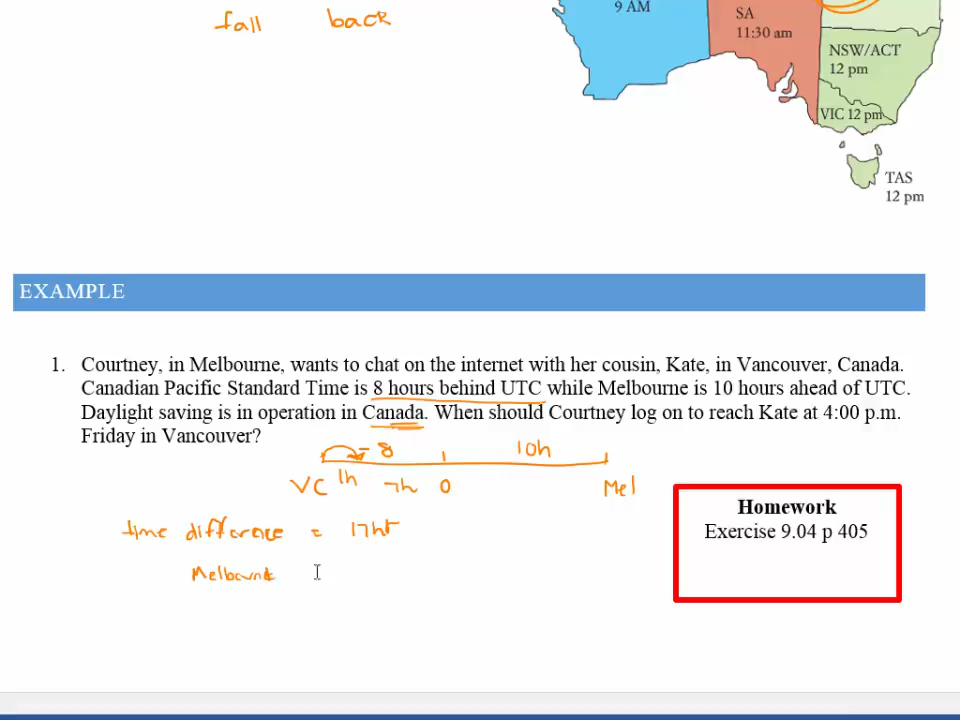 9 AM
SA
11:30 am
fall back
NSW/ACT
12 pm
VIC 12 pm
TAS
12 pm
EXAMPLE
1. Courtney, in Melbourne, wants to chat on the internet with her cousin, Kate, in Vancouver, Canada.
Canadian Pacific Standard Time is 8 hours behind UTC while Melbourne is 10 hours ahead of UTC.
Daylight saving is in operation in Canada. When should Courtney log on to reach Kate at 4:00 p.m.
Friday in Vancouver?
- 8 10h
VC 1h 7h 0 Mel
time difference = 17hr
Melbourne
Homework
Exercise 9.04 p 405